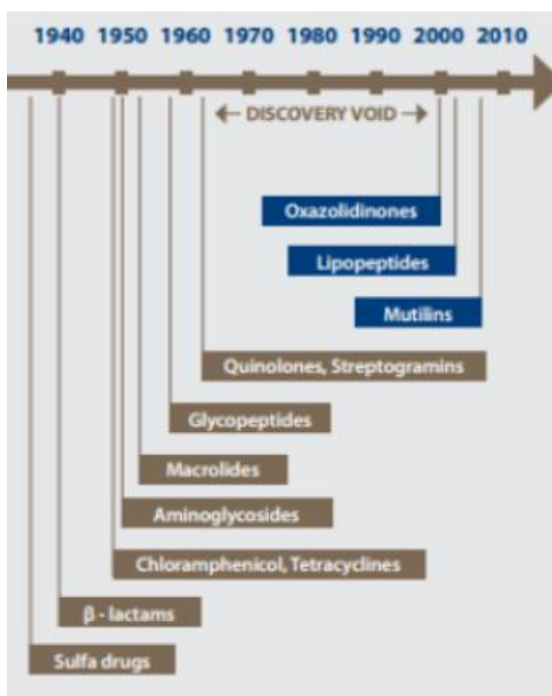 1940 1950 1960 1970 1980 1990 2000 2010
DISCOVERY VOID
Oxazolidinones
Lipopeptides
Mutilins
Quinolones, Streptogramins
Glycopeptides
Macrolides
Aminoglycosides
Chloramphenicol, Tetracyclines
β - lactams
Sulfa drugs